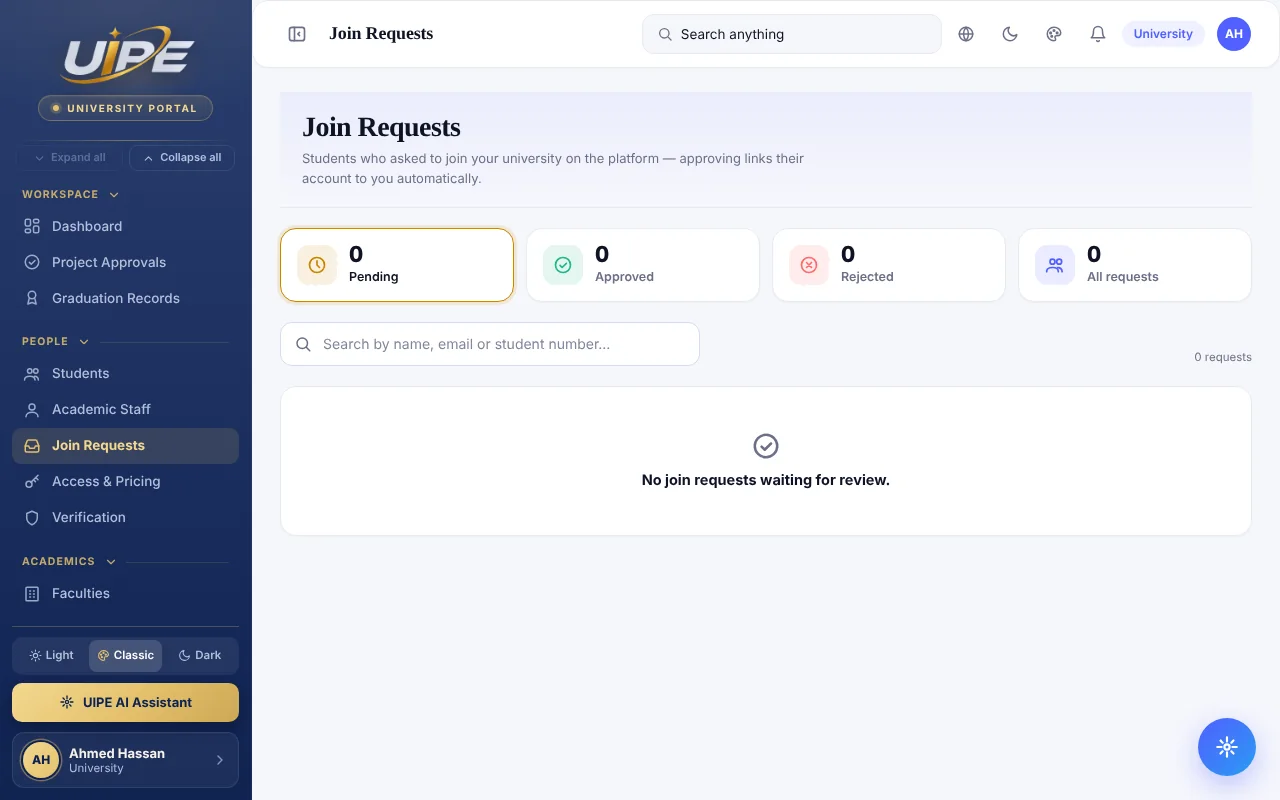 UIPE
UNIVERSITY PORTAL
Expand all
Collapse all
WORKSPACE
Dashboard
Project Approvals
Graduation Records
PEOPLE
Students
Academic Staff
Join Requests
Access & Pricing
Verification
ACADEMICS
Faculties
Light
Classic
Dark
UIPE AI Assistant
AH
Ahmed Hassan
University
Join Requests
Search anything
University
AH
Join Requests
Students who asked to join your university on the platform — approving links their
account to you automatically.
0
Pending
0
Approved
0
Rejected
0
All requests
Search by name, email or student number...
0 requests
No join requests waiting for review.